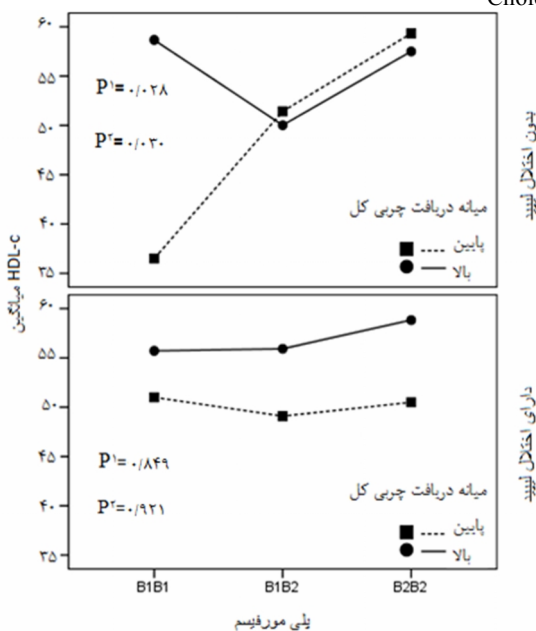 Choles
۶۰
۵۵
۵۰
۴۵
۴۰
۳۵
P۱= ۰/۰۲۸
P۲=۰/۰۳۰
میانه دریافت چربی کل
پایین
بالا
بدون اختلال لیپید
میانگین HDL-c
۶۰
۵۵
۵۰
۴۵
۴۰
۳۵
P۱= ۰/۸۴۹
P۲=۰/۹۲۱
میانه دریافت چربی کل
پایین
بالا
دارای اختلال لیپید
B1B1 B1B2 B2B2
پلی مورفیسم